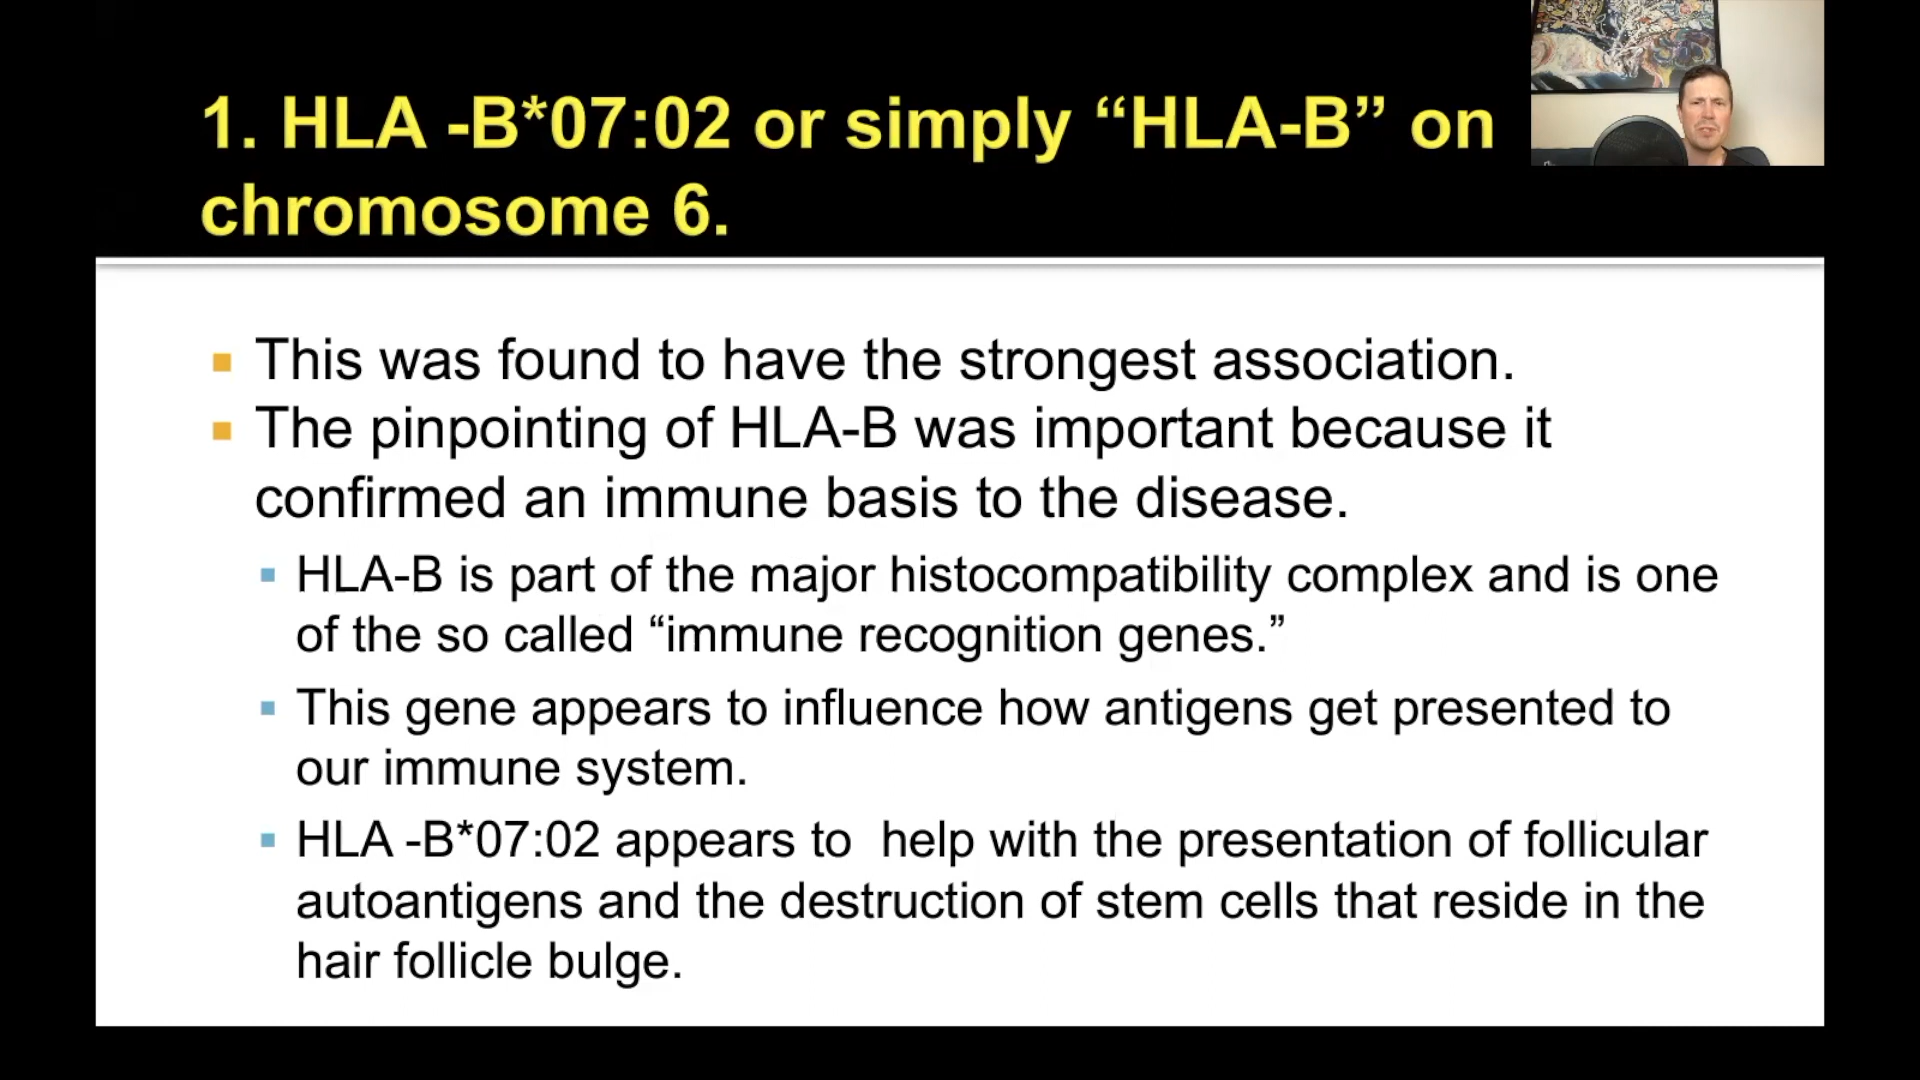 1. HLA -B*07:02 or simply “HLA-B” on
chromosome 6.
This was found to have the strongest association.
The pinpointing of HLA-B was important because it
confirmed an immune basis to the disease.
HLA-B is part of the major histocompatibility complex and is one
of the so called “immune recognition genes.”
This gene appears to influence how antigens get presented to
our immune system.
HLA -B*07:02 appears to  help with the presentation of follicular
autoantigens and the destruction of stem cells that reside in the
hair follicle bulge.